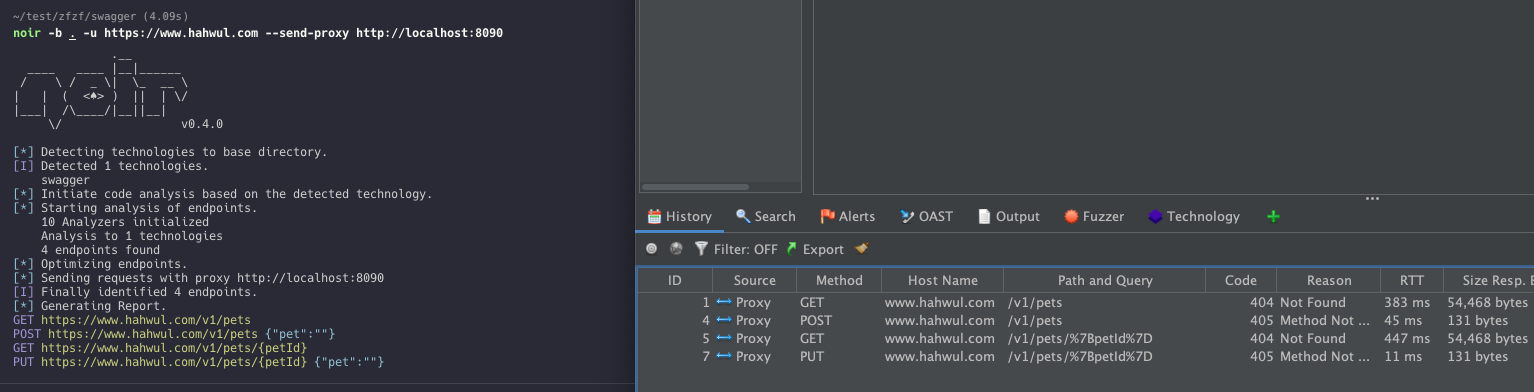 ~/test/zfzf/swagger (4.09s)
noir -b . -u https://www.hahwul.com --send-proxy http://localhost:8090
v0.4.0
[*] Detecting technologies to base directory.
[I] Detected 1 technologies.
swagger
[*] Initiate code analysis based on the detected technology.
[*] Starting analysis of endpoints.
10 Analyzers initialized
Analysis to 1 technologies
4 endpoints found
[*] Optimizing endpoints.
[*] Sending requests with proxy http://localhost:8090
[I] Finally identified 4 endpoints.
[*] Generating Report.
GET https://www.hahwul.com/v1/pets
POST https://www.hahwul.com/v1/pets {"pet":""}
GET https://www.hahwul.com/v1/pets/{petId}
PUT https://www.hahwul.com/v1/pets/{petId} {"pet":""}
History Search Alerts OAST Output Fuzzer Technology
Filter: OFF Export
ID Source Method Host Name Path and Query Code Reason RTT Size Resp.
1 Proxy GET www.hahwul.com /v1/pets 404 Not Found 383 ms 54,468 bytes
4 Proxy POST www.hahwul.com /v1/pets 405 Method Not ... 45 ms 131 bytes
5 Proxy GET www.hahwul.com /v1/pets/%7BpetId%7D 404 Not Found 447 ms 54,468 bytes
7 Proxy PUT www.hahwul.com /v1/pets/%7BpetId%7D 405 Method Not ... 11 ms 131 bytes